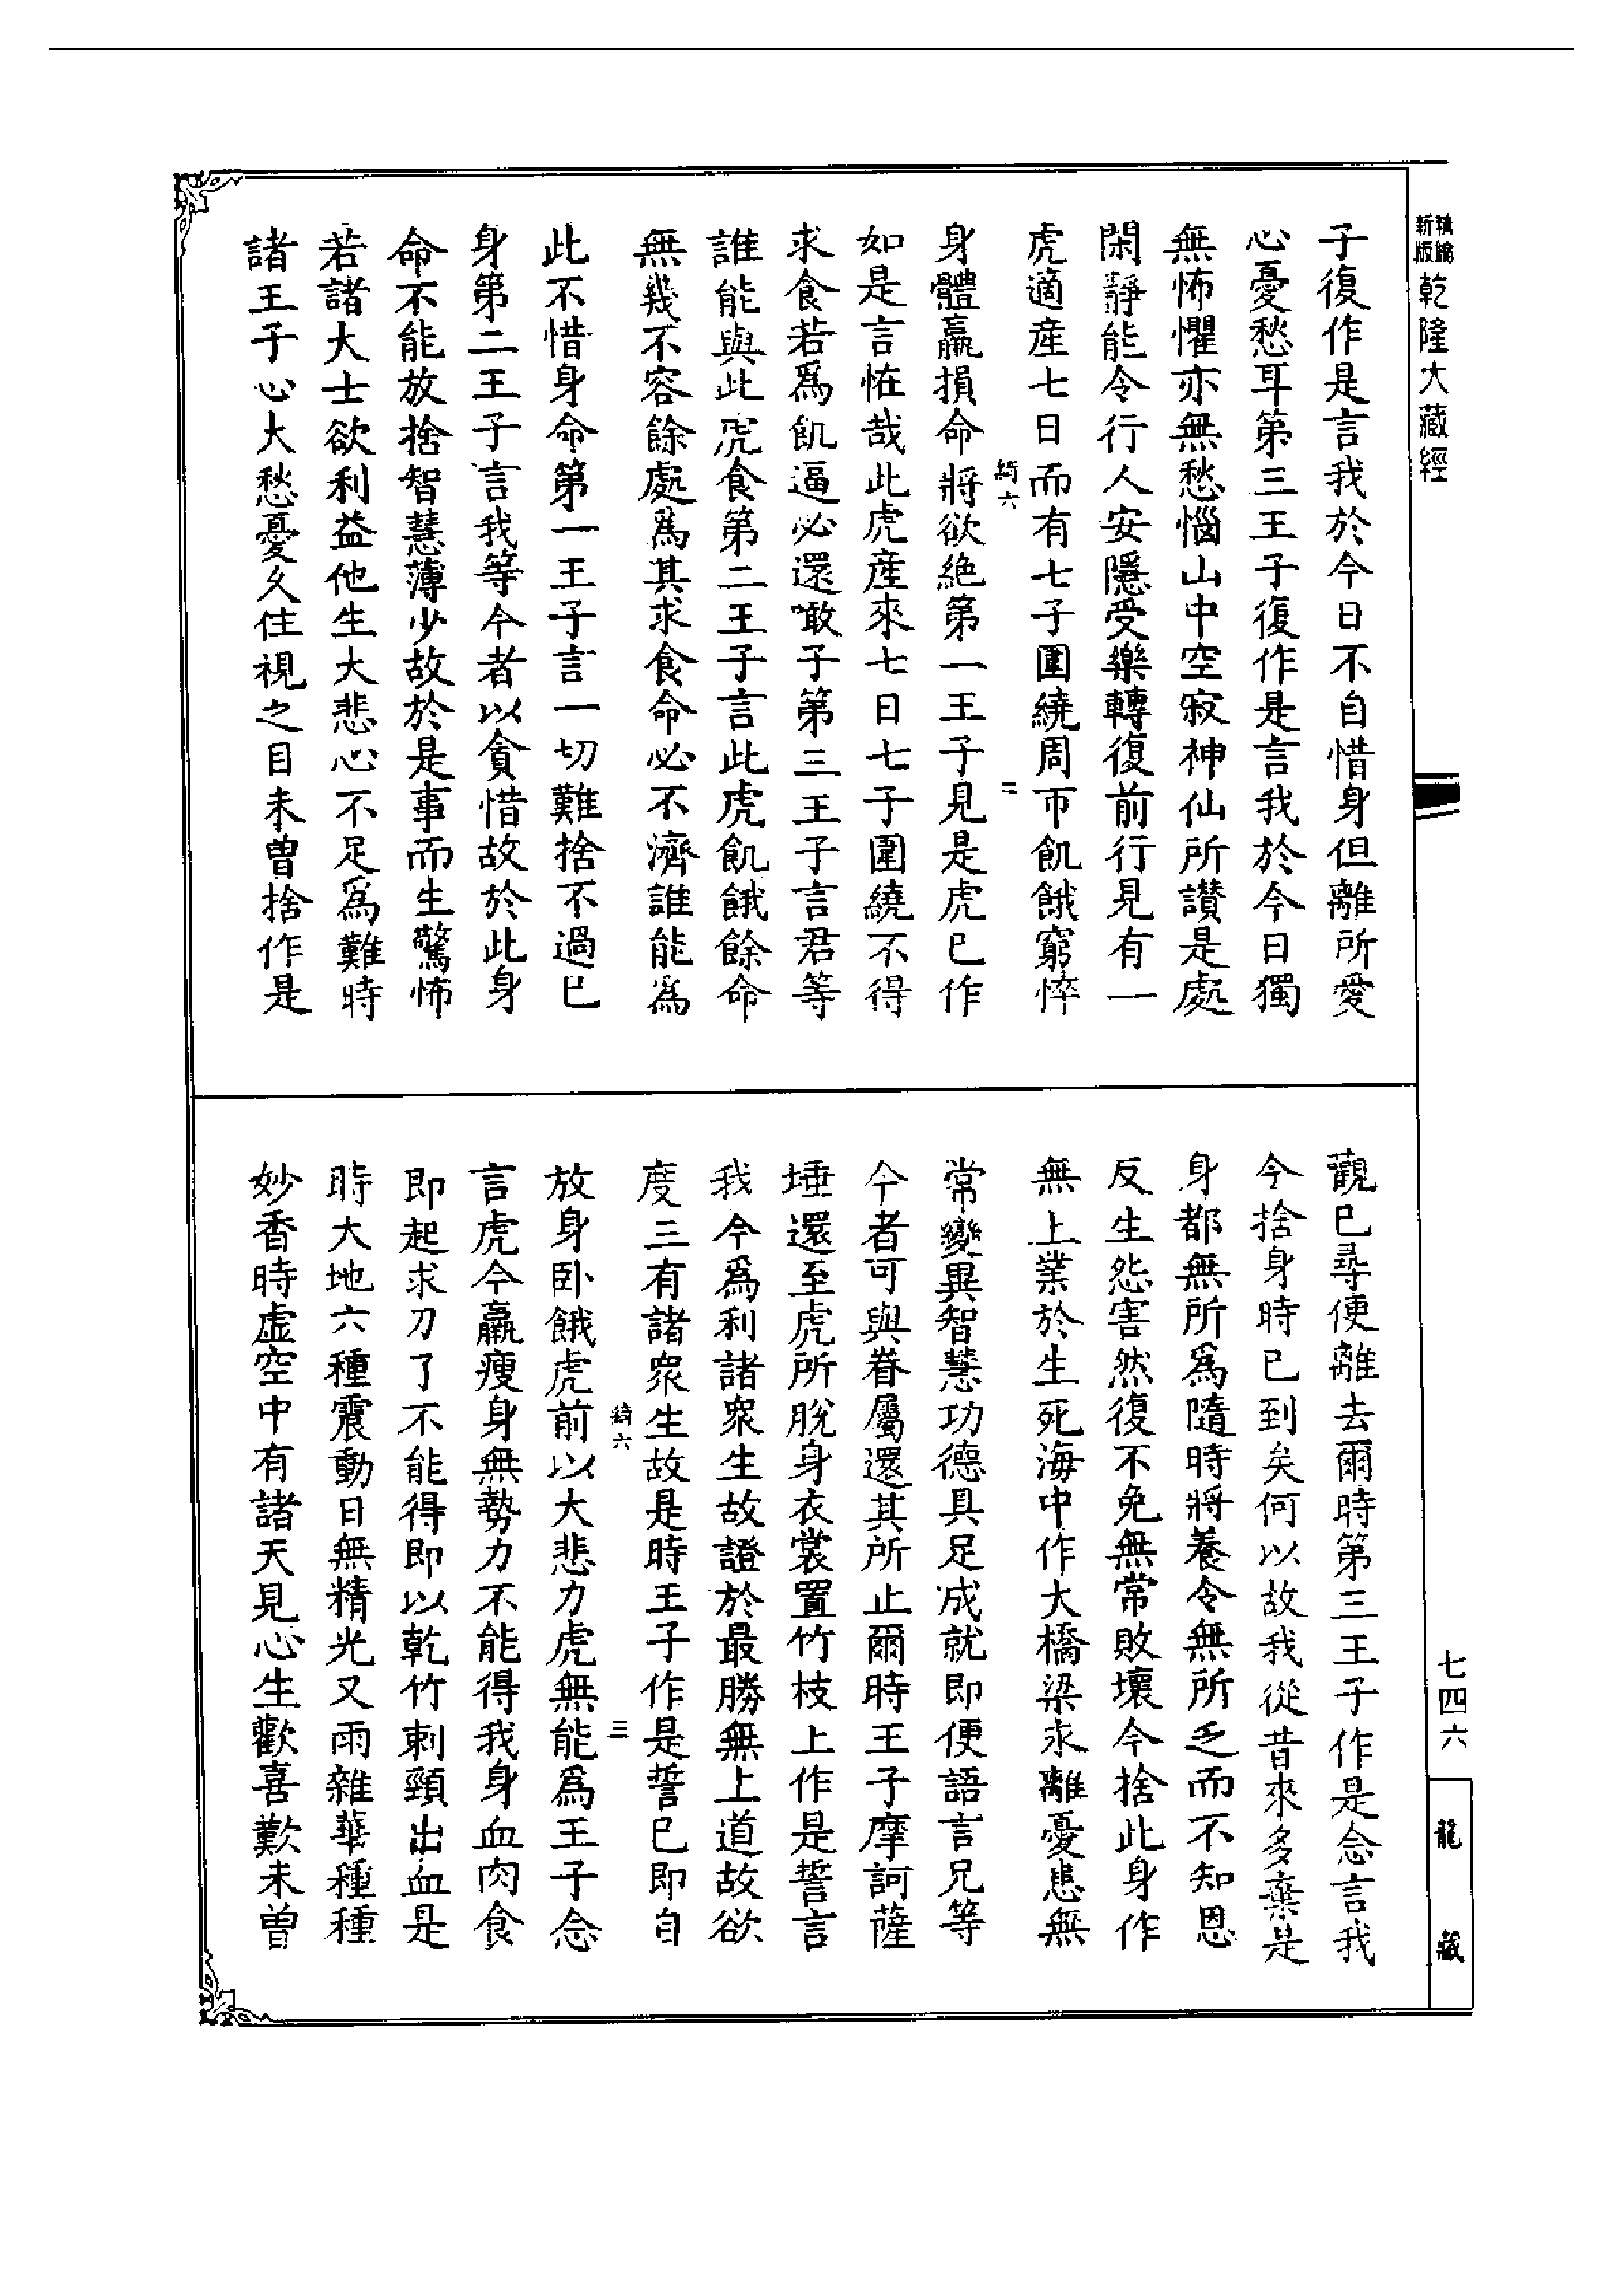 新編縮版乾隆大藏經
子復作是言我於今日不自惜身但離所愛
心憂愁耳第三王子復作是言我於今日獨
無怖懼亦無愁惱山中空寂神仙所讚是處
閑靜能令行人安隱受樂轉復前行見有一
虎適產七日而有七子圍繞周帀飢餓窮悴
綺六 二
身體羸損命將欲絶第一王子見是虎已作
如是言恠哉此虎產來七日七子圍繞不得
求食若爲飢逼必還噉子第三王子言君等
誰能與此虎食第二王子言此虎飢餓餘命
無幾不容餘處爲其求食命必不濟誰能爲
此不惜身命第一王子言一切難捨不過已
身第二王子言我等今者以貪惜故於此身
命不能放捨智慧薄少故於是事而生驚怖
若諸大士欲利益他生大悲心不足爲難時
諸王子心大愁憂久住視之目未曾捨作是
觀已尋便離去爾時第三王子作是念言我
今捨身時已到矣何以故我從昔來多棄是
身都無所爲隨時將養令無所乏而不知恩
反生怨害然復不免無常敗壞今捨此身作
無上業於生死海中作大橋梁永離憂患無
常變異智慧功德具足成就即便語言兄等
今者可與眷屬還其所止爾時王子摩訶薩
埵還至虎所脫身衣裳置竹枝上作是誓言
我今爲利諸衆生故證於最勝無上道故欲
度三有諸衆生故是時王子作是誓已即自
綺六 三
放身卧餓虎前以大悲力虎無能爲王子念
言虎今羸瘦身無勢力不能得我身血肉食
即起求刀了不能得即以乾竹刺頸出血是
時大地六種震動日無精光又雨雜華種種
妙香時虛空中有諸天見心生歡喜歎未曾
七四六
龍藏